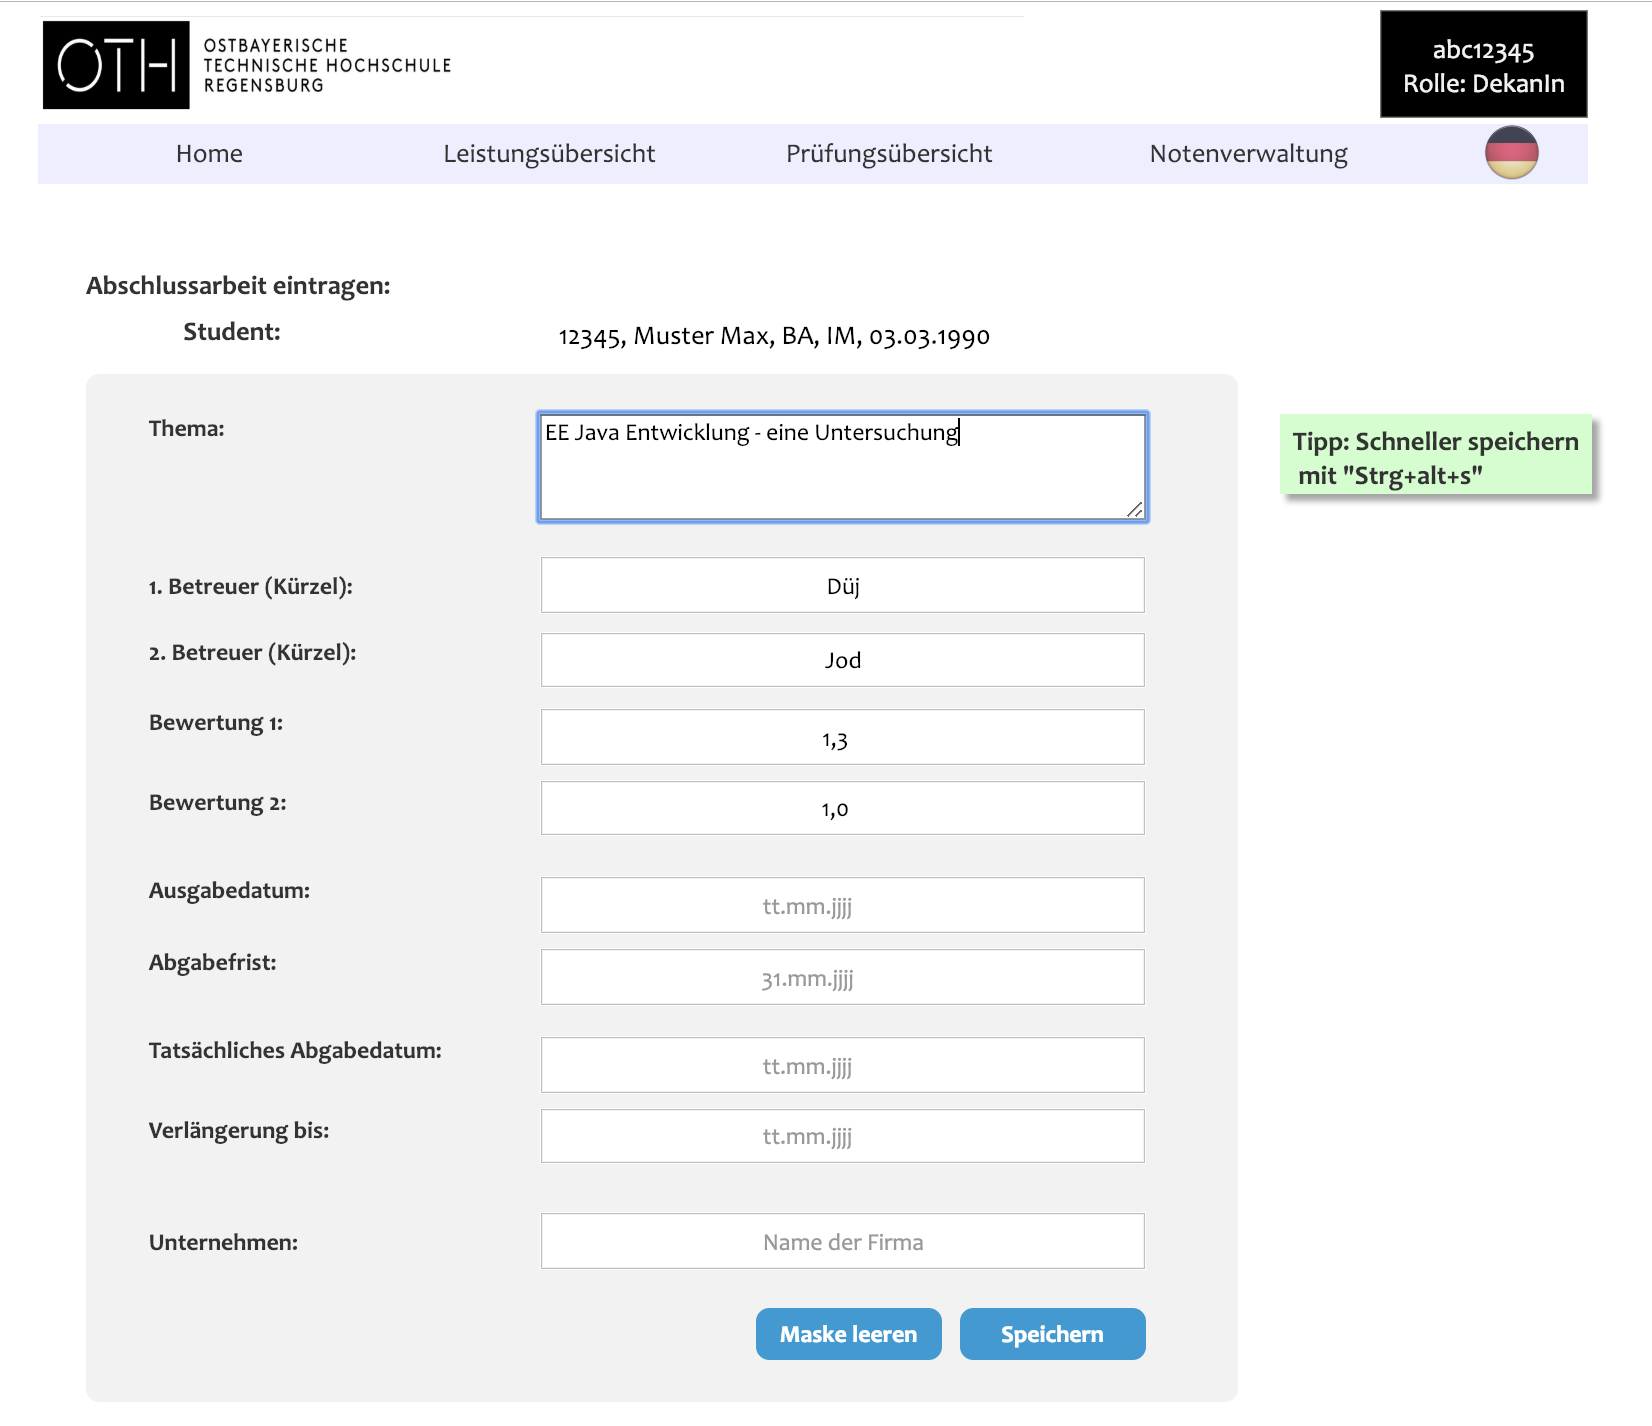 OTH
OSTBAYERISCHE
TECHNISCHE HOCHSCHULE
REGENSBURG
abc12345
Rolle: DekanIn
Home Leistungsübersicht Prüfungsübersicht Notenverwaltung
Abschlussarbeit eintragen:
Student: 12345, Muster Max, BA, IM, 03.03.1990
Thema: EE Java Entwicklung - eine Untersuchung
Tipp: Schneller speichern
mit "Strg+alt+s"
1. Betreuer (Kürzel): Düj
2. Betreuer (Kürzel): Jod
Bewertung 1: 1,3
Bewertung 2: 1,0
Ausgabedatum: tt.mm.jjjj
Abgabefrist: 31.mm.jjjj
Tatsächliches Abgabedatum: tt.mm.jjjj
Verlängerung bis: tt.mm.jjjj
Unternehmen: Name der Firma
Maske leeren Speichern